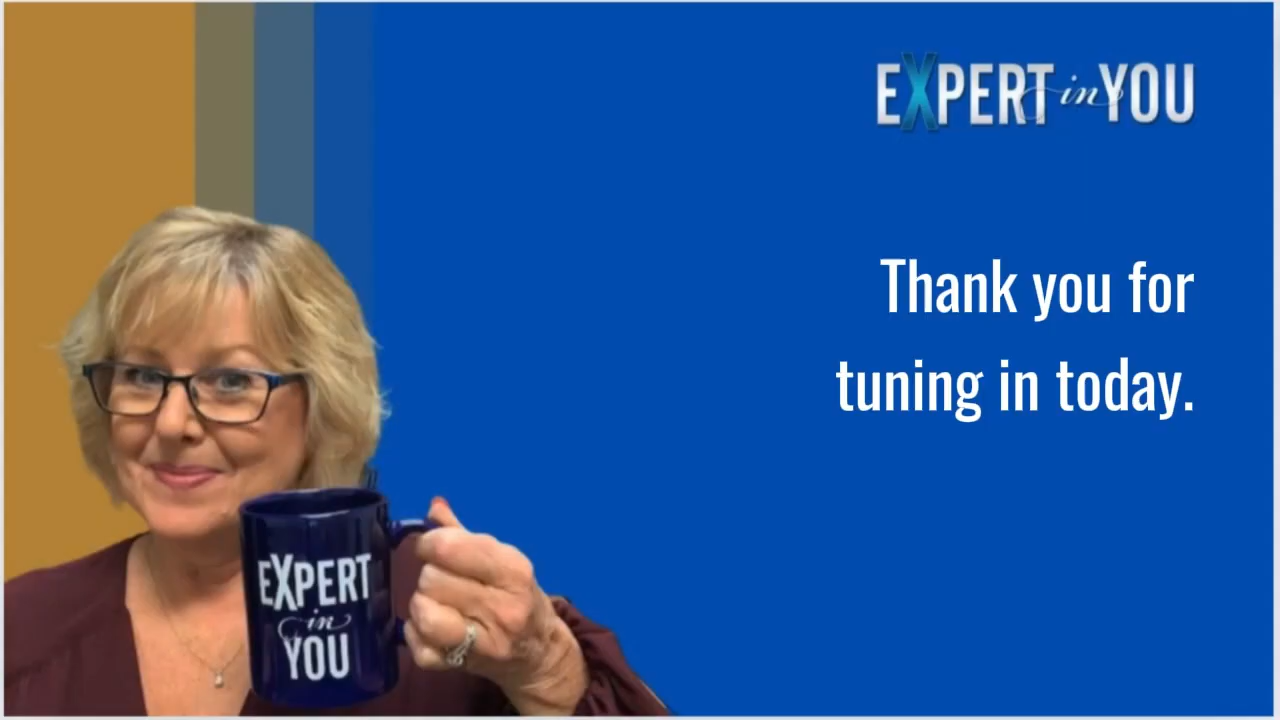 EXPERT in YOU
Thank you for
tuning in today.
EXPERT
in
YOU